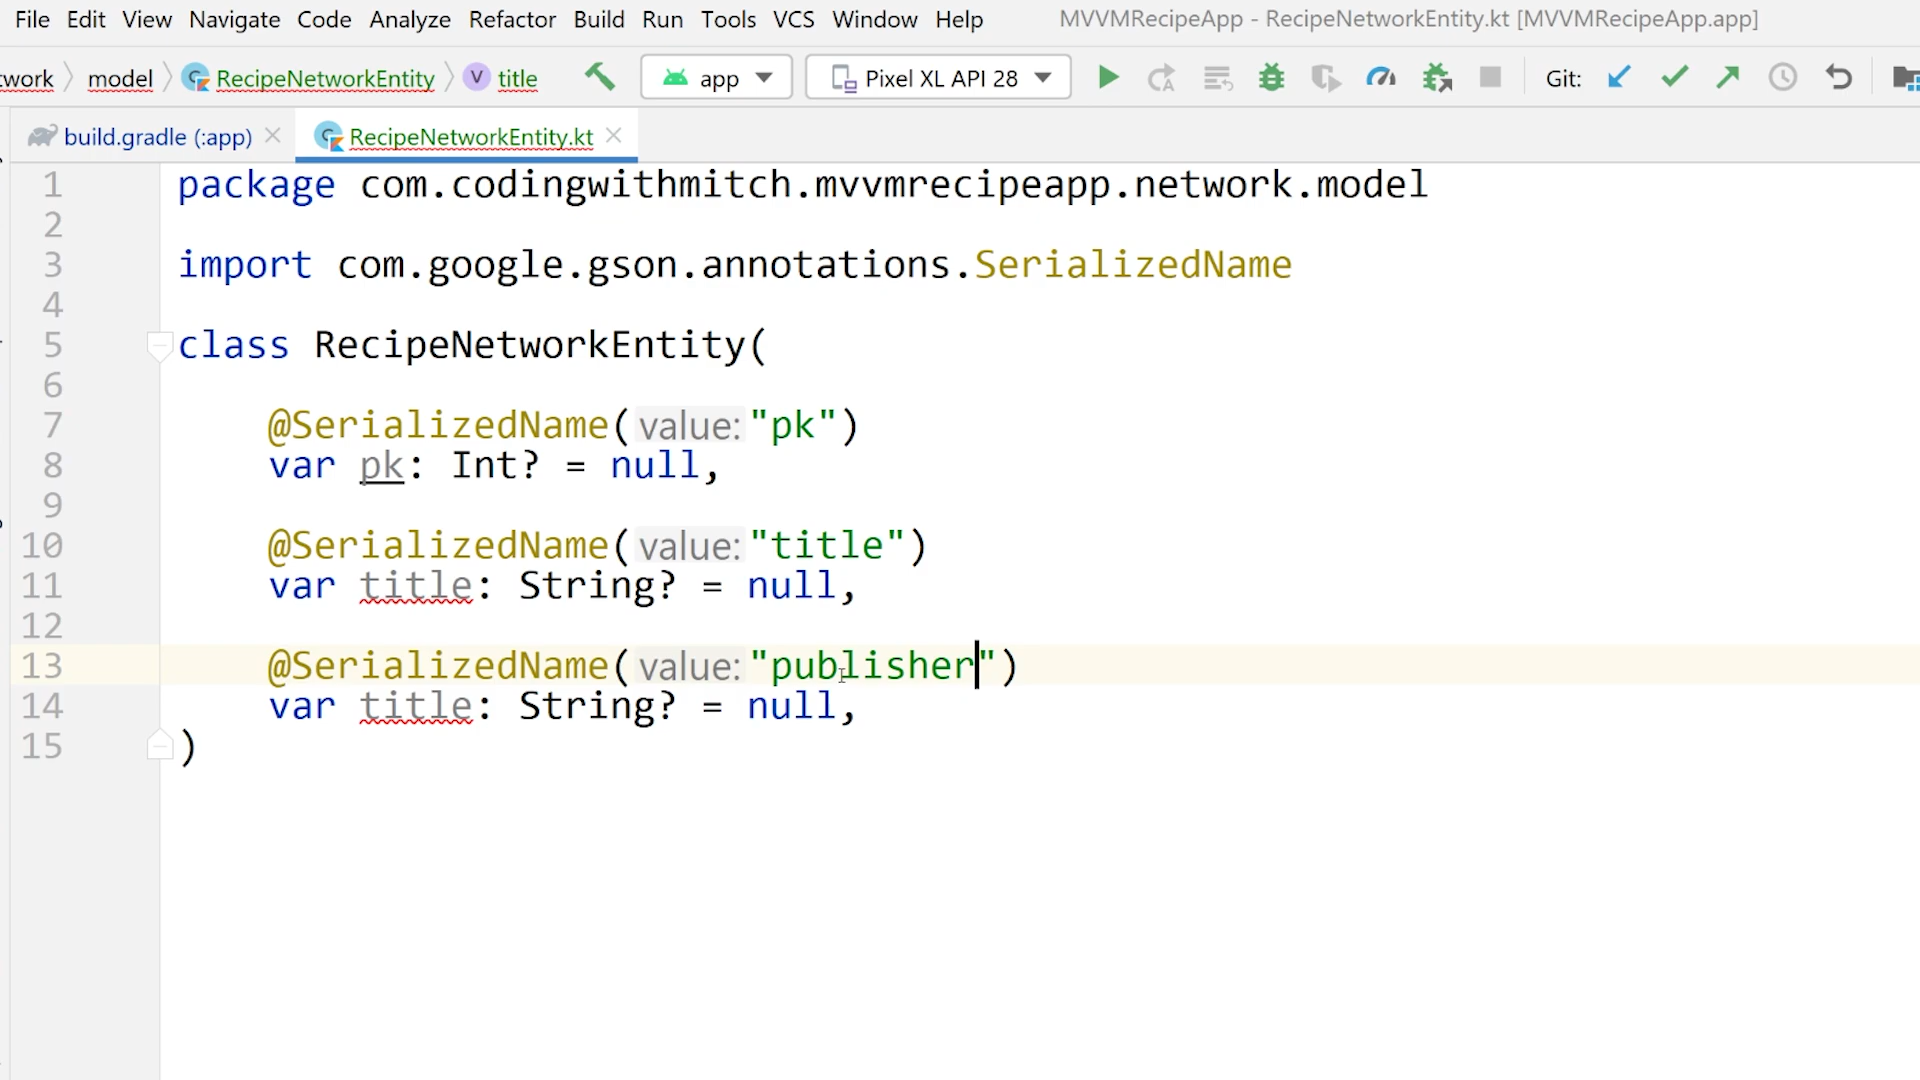 File Edit View Navigate Code Analyze Refactor Build Run Tools VCS Window Help MVVMRecipeApp - RecipeNetworkEntity.kt [MVVMRecipeApp.app]
twork model RecipeNetworkEntity V title app Pixel XL API 28 Git:
build.gradle (:app) RecipeNetworkEntity.kt
1 package com.codingwithmitch.mvvmrecipeapp.network.model
2
3 import com.google.gson.annotations.SerializedName
4
5 class RecipeNetworkEntity(
6
7 @SerializedName( value: "pk")
8 var pk: Int? = null,
9
10 @SerializedName( value: "title")
11 var title: String? = null,
12
13 @SerializedName( value: "publisher")
14 var title: String? = null,
15 )